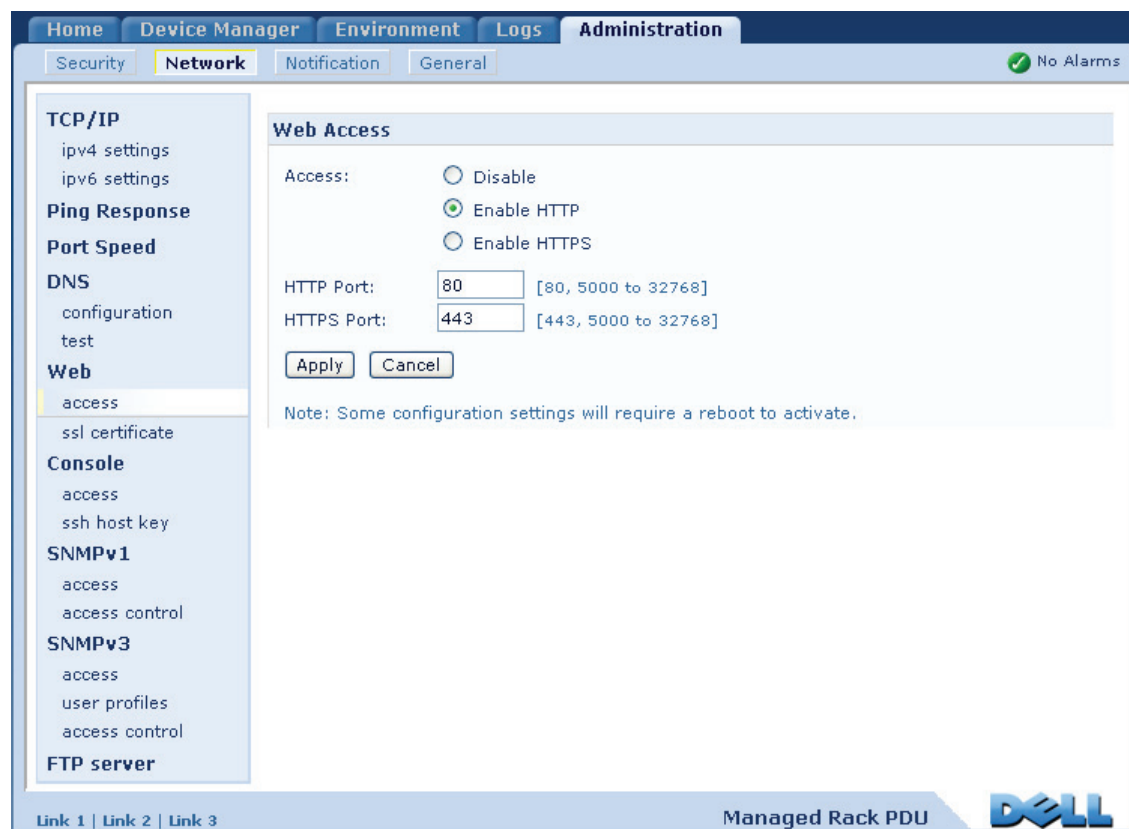 Home Device Manager Environment Logs Administration
Security Network Notification General No Alarms
TCP/IP
ipv4 settings
ipv6 settings
Ping Response
Port Speed
DNS
configuration
test
Web
access
ssl certificate
Console
access
ssh host key
SNMPv1
access
access control
SNMPv3
access
user profiles
access control
FTP server
Web Access
Access: Disable
Enable HTTP
Enable HTTPS
HTTP Port: 80 [80, 5000 to 32768]
HTTPS Port: 443 [443, 5000 to 32768]
Apply Cancel
Note: Some configuration settings will require a reboot to activate.
Link 1 | Link 2 | Link 3 Managed Rack PDU DELL